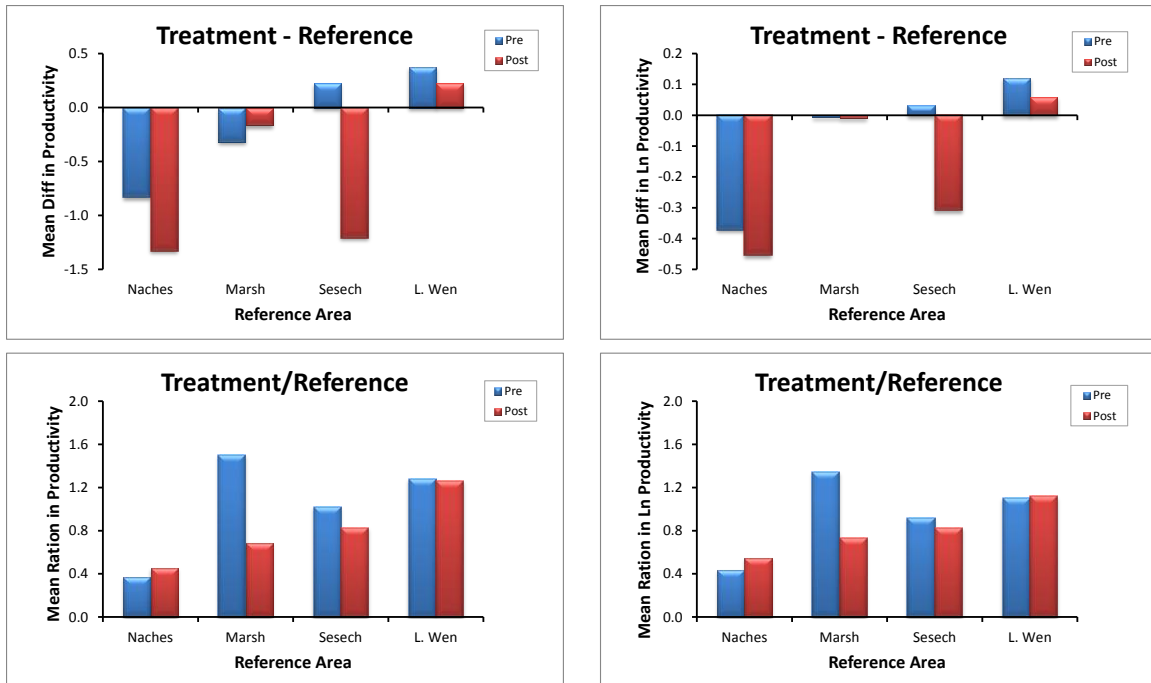 Treatment - Reference
Pre
Post
Mean Diff in Productivity
0.5
0.0
-0.5
-1.0
-1.5
Naches Marsh Sesech L. Wen
Reference Area
Treatment - Reference
Pre
Post
Mean Diff in Ln Productivity
0.2
0.1
0.0
-0.1
-0.2
-0.3
-0.4
-0.5
Naches Marsh Sesech L. Wen
Reference Area
Treatment/Reference
Pre
Post
Mean Ration in Productivity
2.0
1.6
1.2
0.8
0.4
0.0
Naches Marsh Sesech L. Wen
Reference Area
Treatment/Reference
Pre
Post
Mean Ration in Ln Productivity
2.0
1.6
1.2
0.8
0.4
0.0
Naches Marsh Sesech L. Wen
Reference Area